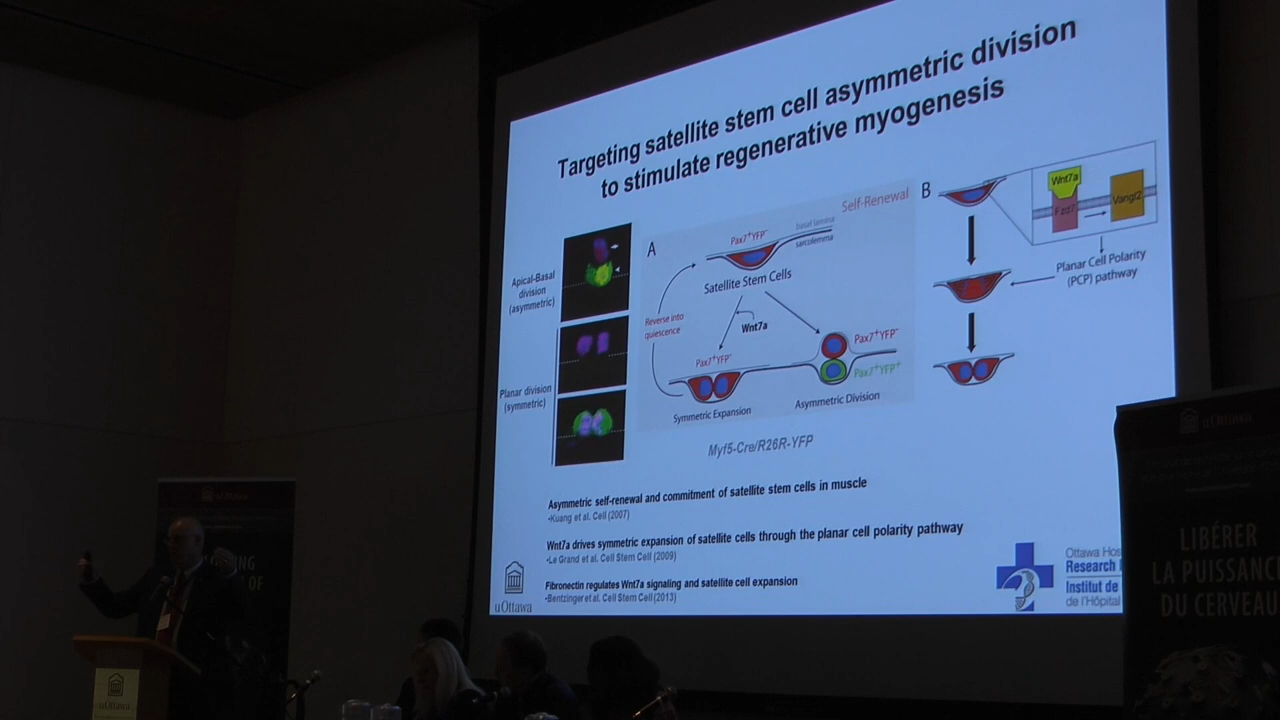 Targeting satellite stem cell asymmetric division
to stimulate regenerative myogenesis
Apical-Basal
division
(asymmetric)
Planar division
(symmetric)
A
Self-Renewal
Pax7⁺YFP⁻
basal lamina
sarcolemma
Satellite Stem Cells
Reverse into
quiescence
Wnt7a
Pax7⁺YFP⁻
Pax7⁺YFP⁻
Pax7⁺YFP⁺
Symmetric Expansion
Asymmetric Division
Myf5-Cre/R26R-YFP
B
Wnt7a
Fzd7
Vangl2
Planar Cell Polarity
(PCP) pathway
Asymmetric self-renewal and commitment of satellite stem cells in muscle
•Kuang et al. Cell (2007)
Wnt7a drives symmetric expansion of satellite cells through the planar cell polarity pathway
•Le Grand et al. Cell Stem Cell (2009)
Fibronectin regulates Wnt7a signaling and satellite cell expansion
•Bentzinger et al. Cell Stem Cell (2013)
uOttawa
Ottawa Hos
Research I
Institut de
de l'Hôpital
uOttawa
LIBÉRER
LA PUISSANC
DU CERVEAU
uOttawa
NG
OF
uOttawa